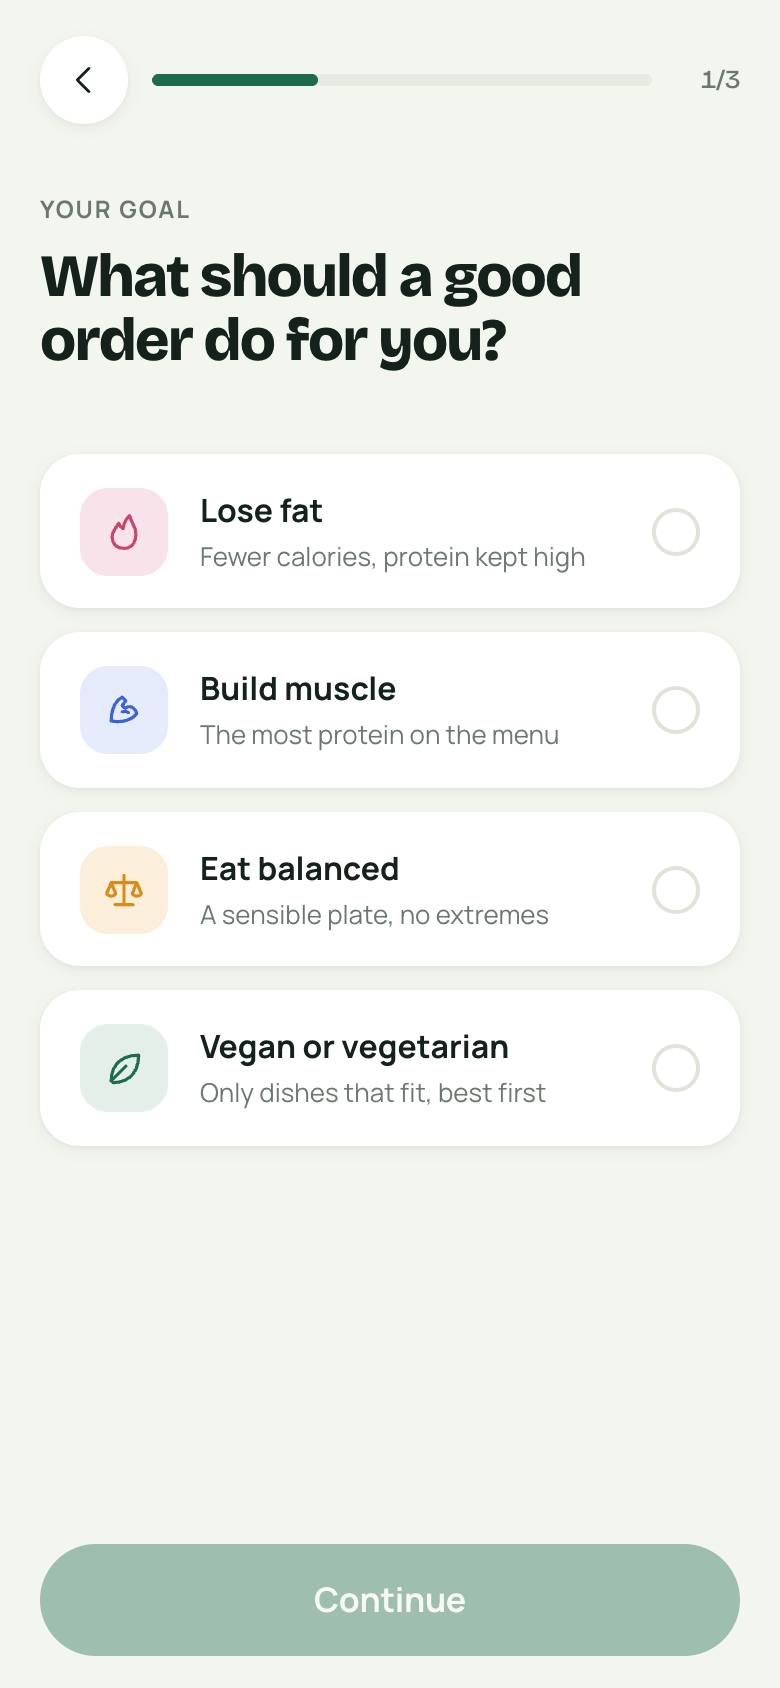 1/3
YOUR GOAL
What should a good
order do for you?
Lose fat
Fewer calories, protein kept high
Build muscle
The most protein on the menu
Eat balanced
A sensible plate, no extremes
Vegan or vegetarian
Only dishes that fit, best first
Continue